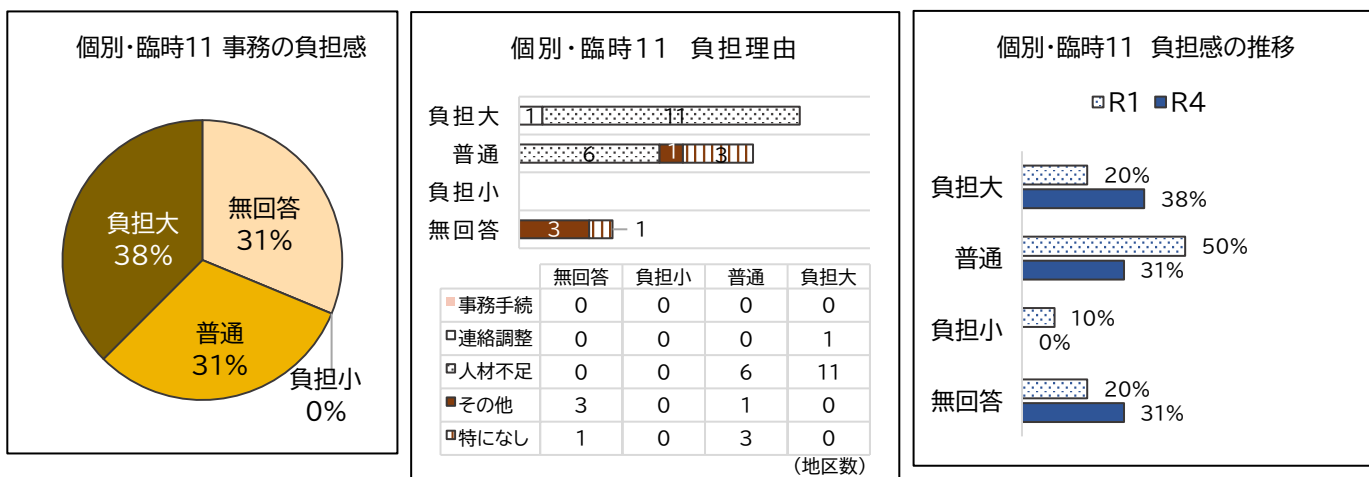 個別・臨時11 事務の負担感
無回答
31%
普通
31%
負担小
0%
負担大
38%
個別・臨時11 負担理由
負担大 1 11
普通 6 1 3
負担小
無回答 3 1
無回答 負担小 普通 負担大
事務手続 0 0 0 0
連絡調整 0 0 0 1
人材不足 0 0 6 11
その他 3 0 1 0
特になし 1 0 3 0
（地区数）
個別・臨時11 負担感の推移
R1 R4
負担大 20%
38%
普通 50%
31%
負担小 10%
0%
無回答 20%
31%